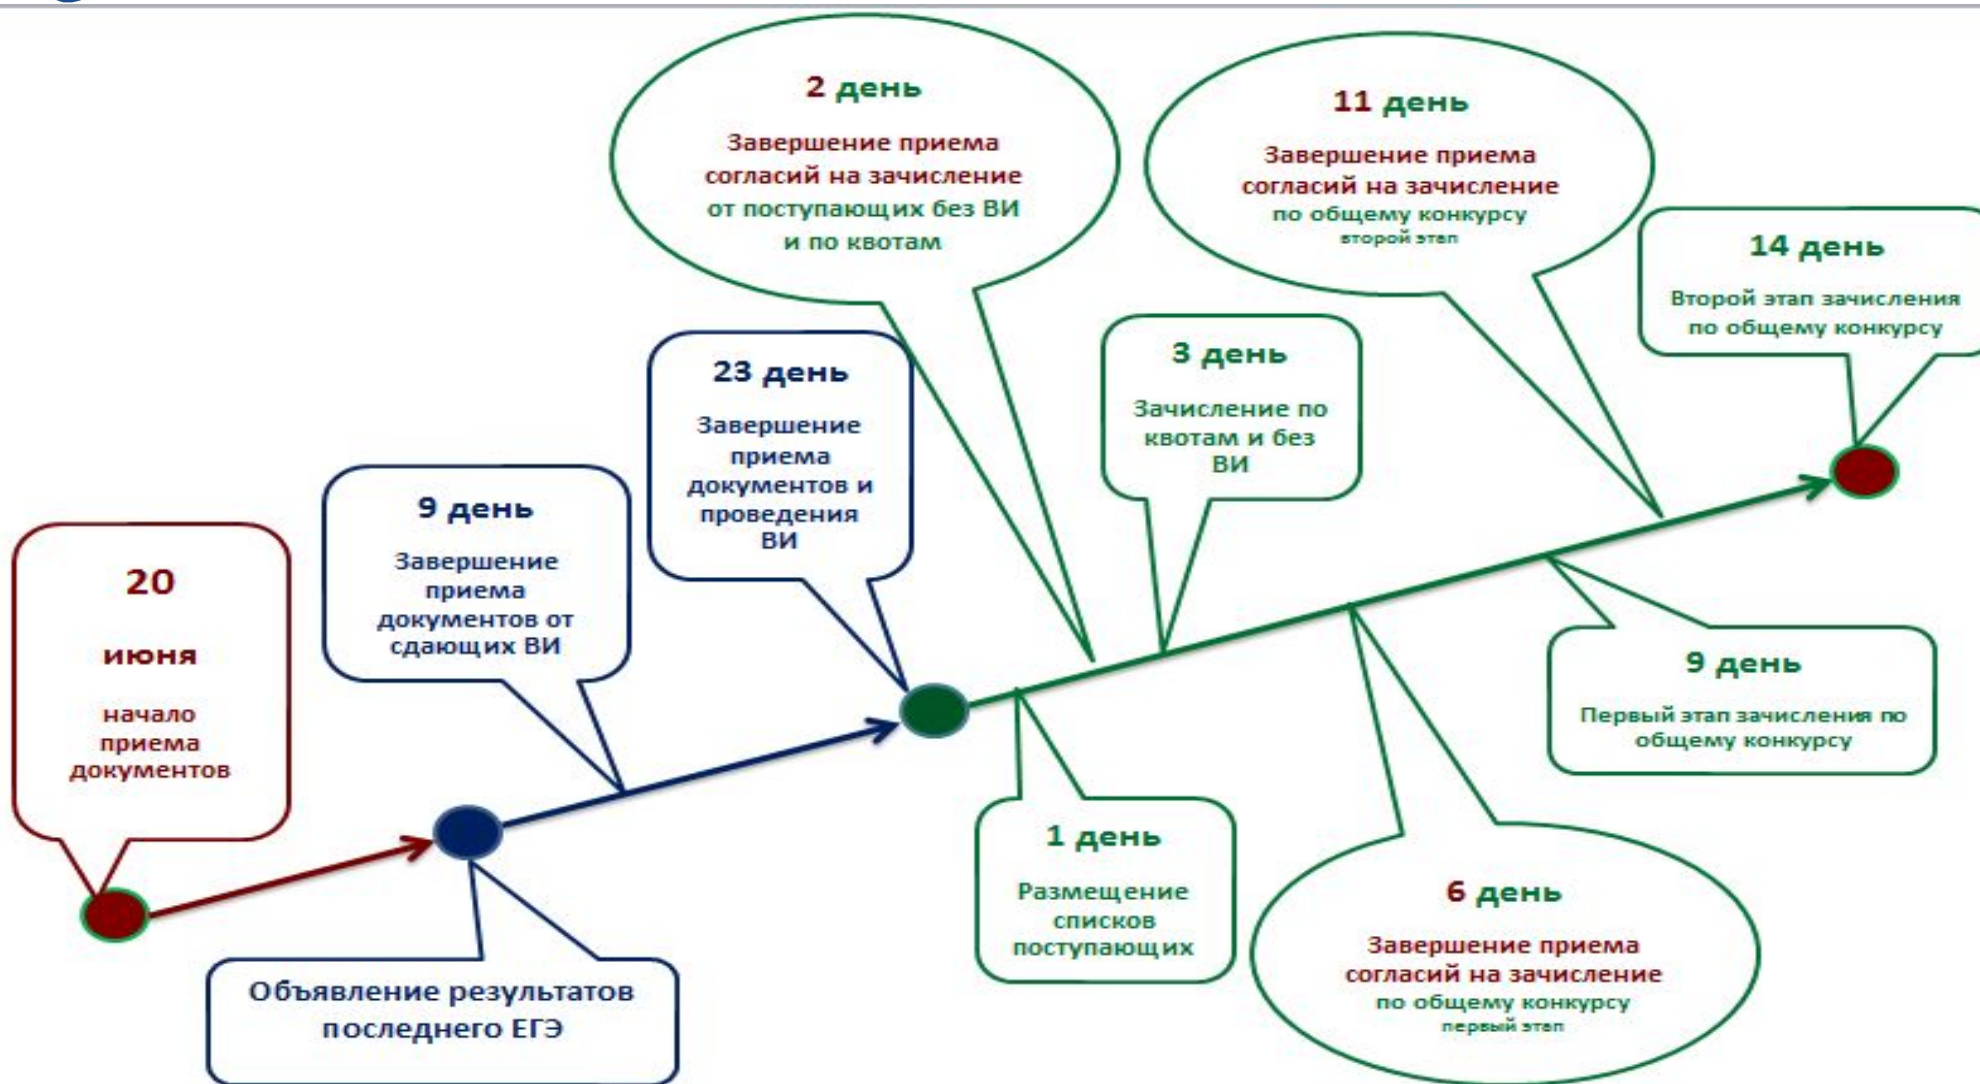 2 день
Завершение приема
согласий на зачисление
от поступающих без ВИ
и по квотам
11 день
Завершение приема
согласий на зачисление
по общему конкурсу
второй этап
14 день
Второй этап зачисления
по общему конкурсу
3 день
Зачисление по
квотам и без
ВИ
23 день
Завершение
приема
документов и
проведения
ВИ
9 день
Завершение
приема
документов от
сдающих ВИ
20
июня
начало
приема
документов
9 день
Первый этап зачисления по
общему конкурсу
1 день
Размещение
списков
поступающих
6 день
Завершение приема
согласий на зачисление
по общему конкурсу
первый этап
Объявление результатов
последнего ЕГЭ